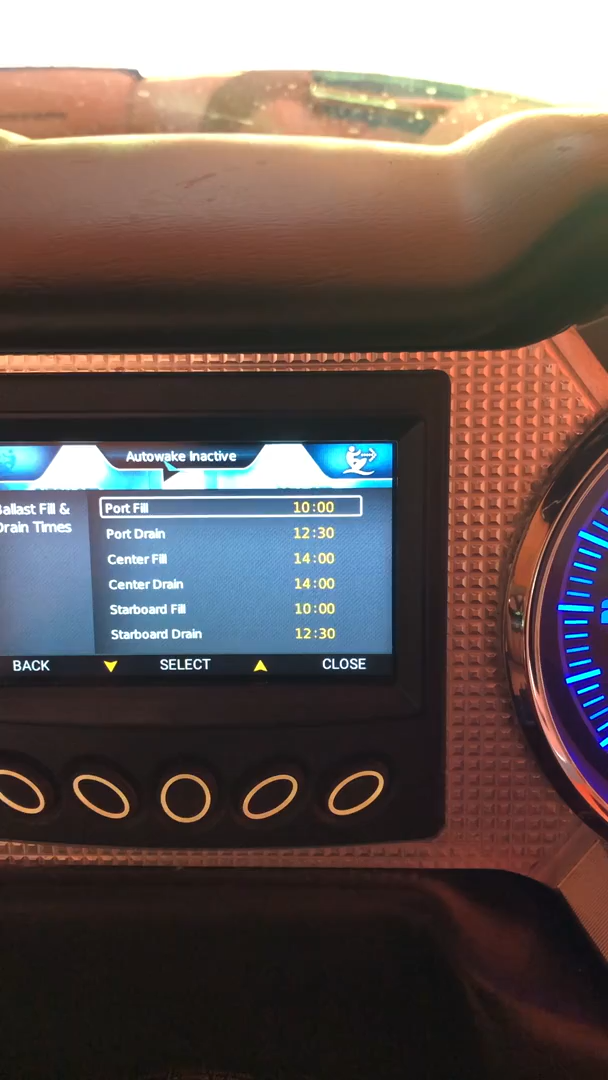 Autowake Inactive
Ballast Fill &
Drain Times
Port Fill 10:00
Port Drain 12:30
Center Fill 14:00
Center Drain 14:00
Starboard Fill 10:00
Starboard Drain 12:30
BACK SELECT CLOSE